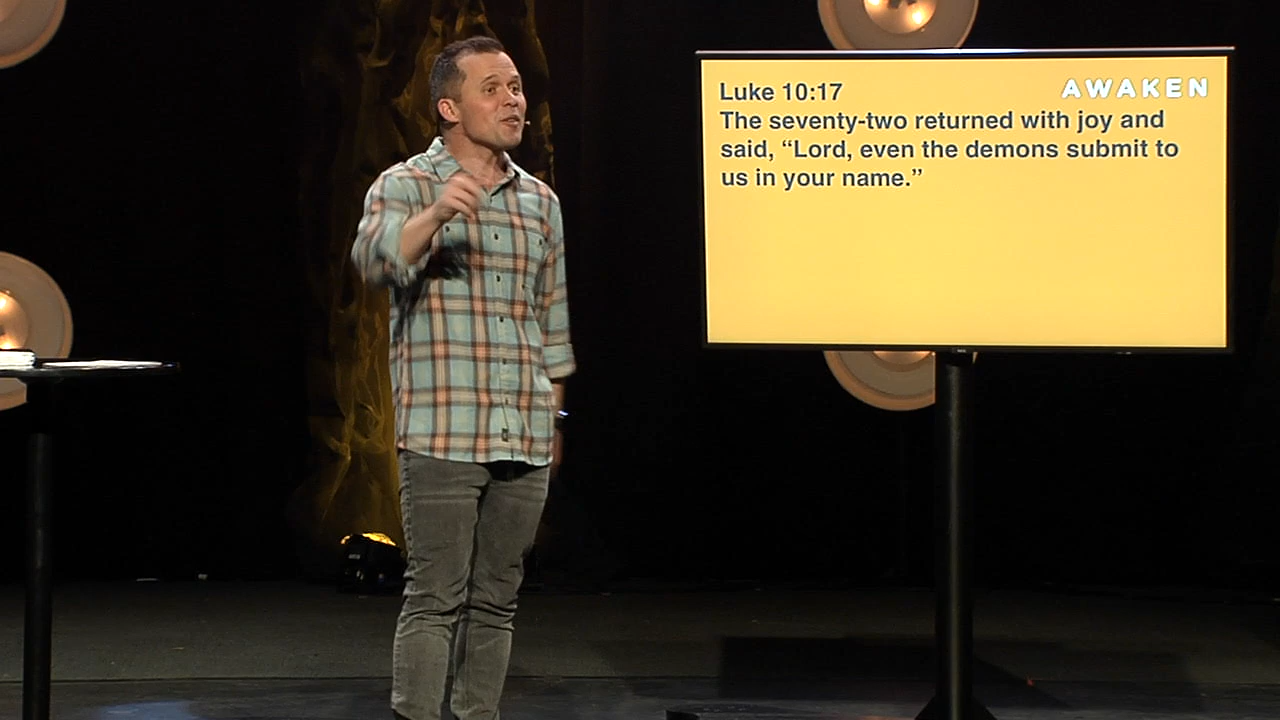 Luke 10:17
AWAKEN
The seventy-two returned with joy and
said, “Lord, even the demons submit to
us in your name.”